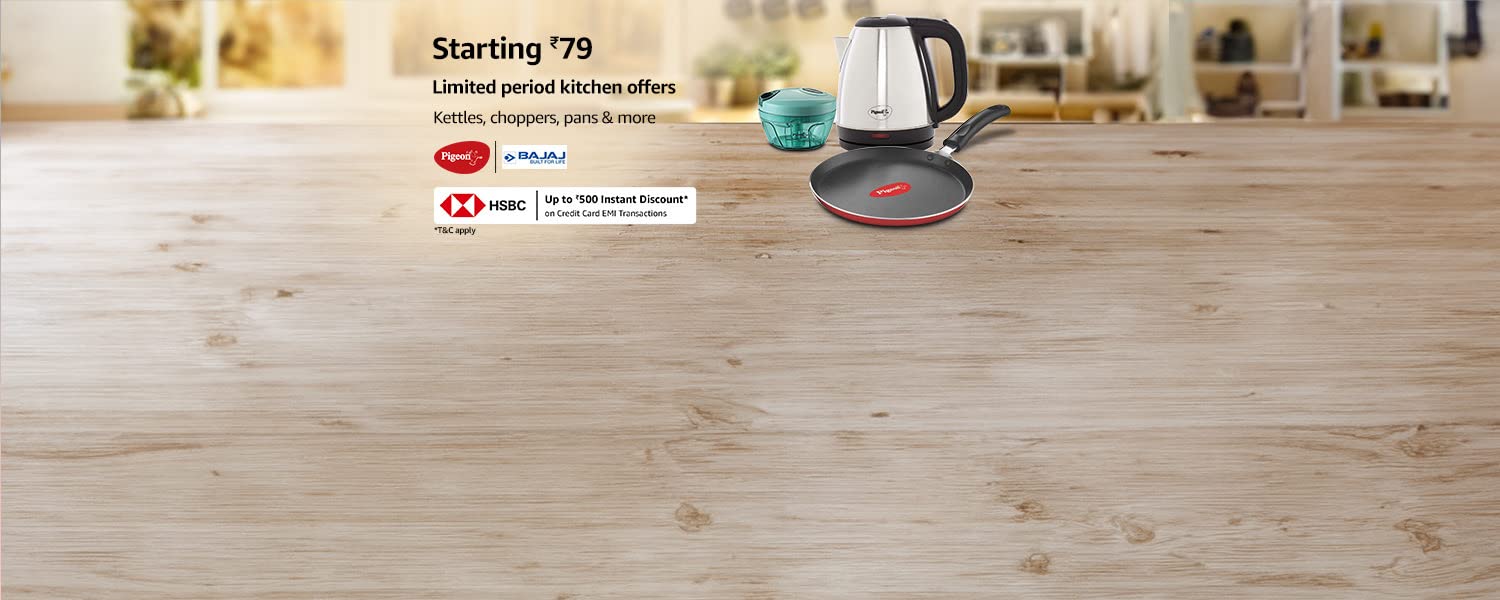 Starting ₹79
Limited period kitchen offers
Kettles, choppers, pans & more
Pigeon
BAJAJ
BUILT FOR LIFE
HSBC
Up to ₹500 Instant Discount*
on Credit Card EMI Transactions
*T&C apply
Pigeon
Pigeon